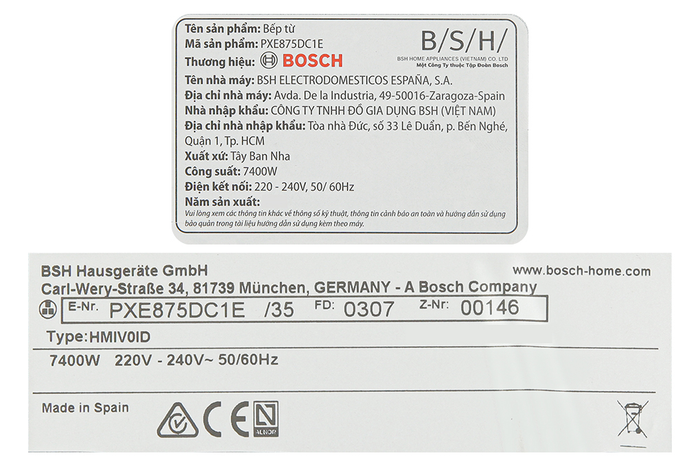 Tên sản phẩm: Bếp từ
Mã sản phẩm: PXE875DC1E
Thương hiệu: BOSCH
B/S/H/
BSH HOME APPLIANCES (VIETNAM) CO. LTD
Một Công Ty thuộc Tập Đoàn Bosch
Tên nhà máy: BSH ELECTRODOMESTICOS ESPAÑA, S.A.
Địa chỉ nhà máy: Avda. De la Industria, 49-50016-Zaragoza-Spain
Nhà nhập khẩu: CÔNG TY TNHH ĐỒ GIA DỤNG BSH (VIỆT NAM)
Địa chỉ nhà nhập khẩu: Tòa nhà Đức, số 33 Lê Duẩn, p. Bến Nghé,
Quận 1, Tp. HCM
Xuất xứ: Tây Ban Nha
Công suất: 7400W
Điện kết nối: 220 - 240V, 50/ 60Hz
Năm sản xuất:
Vui lòng xem các thông tin khác về thông số kỹ thuật, thông tin cảnh báo an toàn và hướng dẫn sử dụng
bảo quản trong tài liệu hướng dẫn sử dụng kèm theo máy.
BSH Hausgeräte GmbH
www.bosch-home.com
Carl-Wery-Straße 34, 81739 München, GERMANY - A Bosch Company
E-Nr. PXE875DC1E /35 FD: 0307 Z-Nr: 00146
Type: HMIV0ID
7400W 220V - 240V~ 50/60Hz
Made in Spain
CE